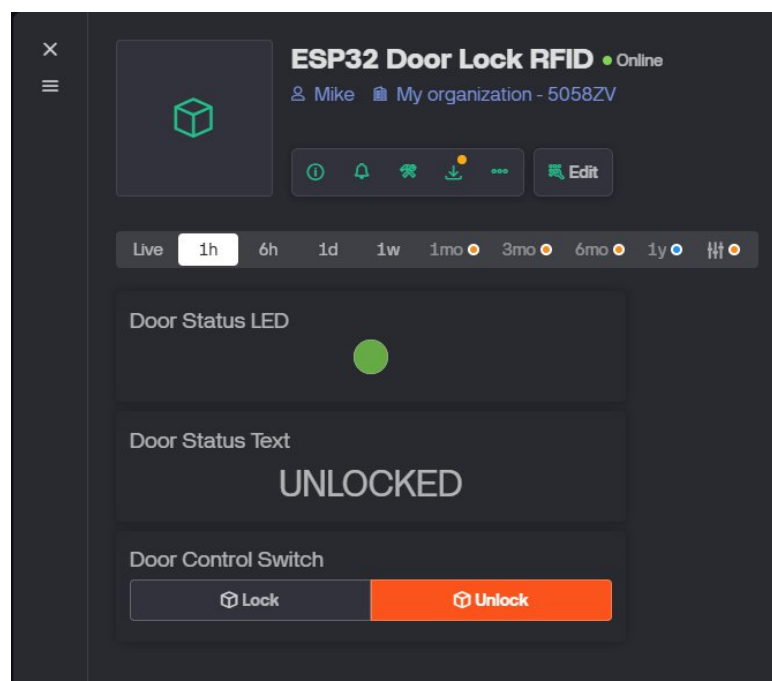 ESP32 Door Lock RFID Online
Mike My organization - 5058ZV
Edit
Live 1h 6h 1d 1w 1mo 3mo 6mo 1y
Door Status LED
Door Status Text
UNLOCKED
Door Control Switch
Lock Unlock